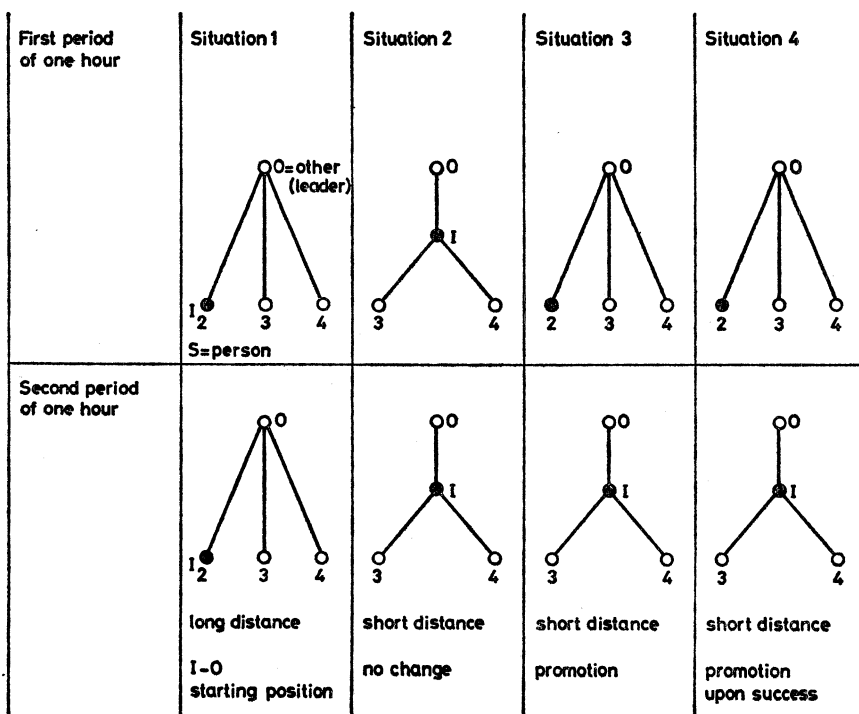 First period
of one hour
Situation 1
O=other
(leader)
I
2
3
4
S=person
Situation 2
O
I
3
4
Situation 3
O
2
3
4
Situation 4
O
2
3
4
Second period
of one hour
O
I
2
3
4
long distance
I-O
starting position
O
I
3
4
short distance
no change
O
I
3
4
short distance
promotion
O
I
3
4
short distance
promotion
upon success